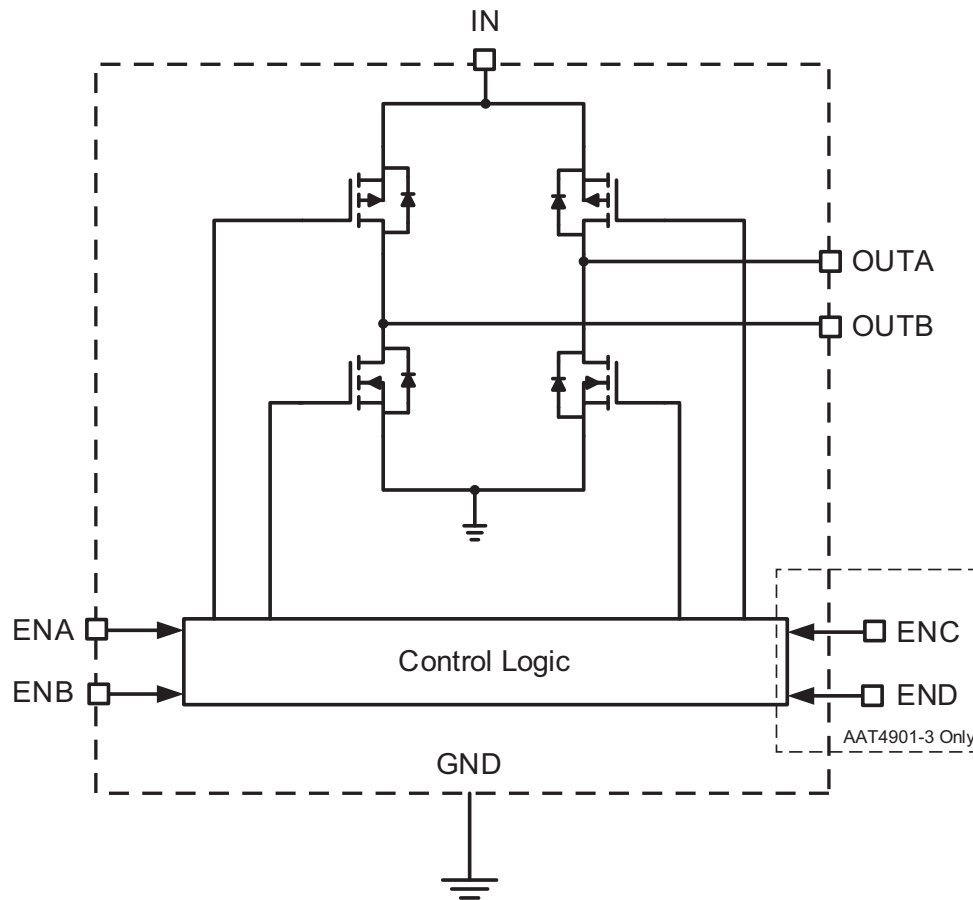 IN
OUTA
OUTB
ENA
ENC
Control Logic
ENB
END
AAT4901-3 Only
GND